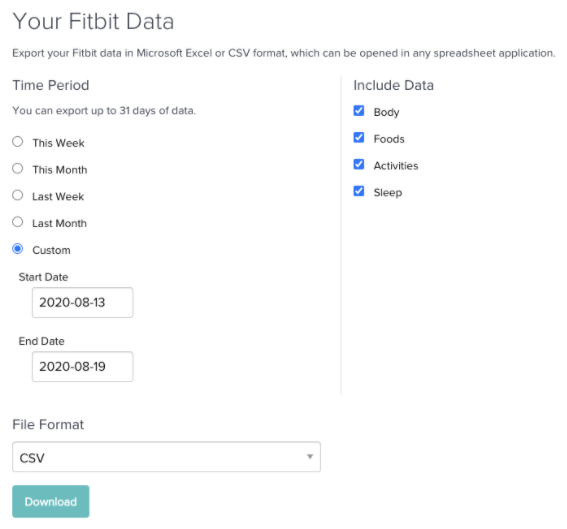 Your Fitbit Data
Export your Fitbit data in Microsoft Excel or CSV format, which can be opened in any spreadsheet application.
Time Period
You can export up to 31 days of data.
This Week
This Month
Last Week
Last Month
Custom
Start Date
2020-08-13
End Date
2020-08-19
Include Data
Body
Foods
Activities
Sleep
File Format
CSV
Download